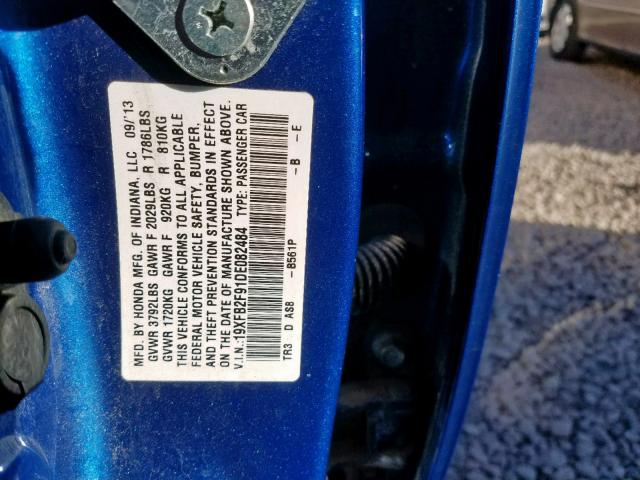 MFD. BY HONDA MFG. OF INDIANA, LLC 09/13
GVWR 3792LBS GAWR F 2029LBS R 1786LBS
GVWR 1720KG GAWR F 920KG R 810KG
THIS VEHICLE CONFORMS TO ALL APPLICABLE
FEDERAL MOTOR VEHICLE SAFETY, BUMPER,
AND THEFT PREVENTION STANDARDS IN EFFECT
ON THE DATE OF MANUFACTURE SHOWN ABOVE.
V.I.N.:19XFB2F91DE082484 TYPE: PASSENGER CAR
TR3 D AS8 -B561P -B -E